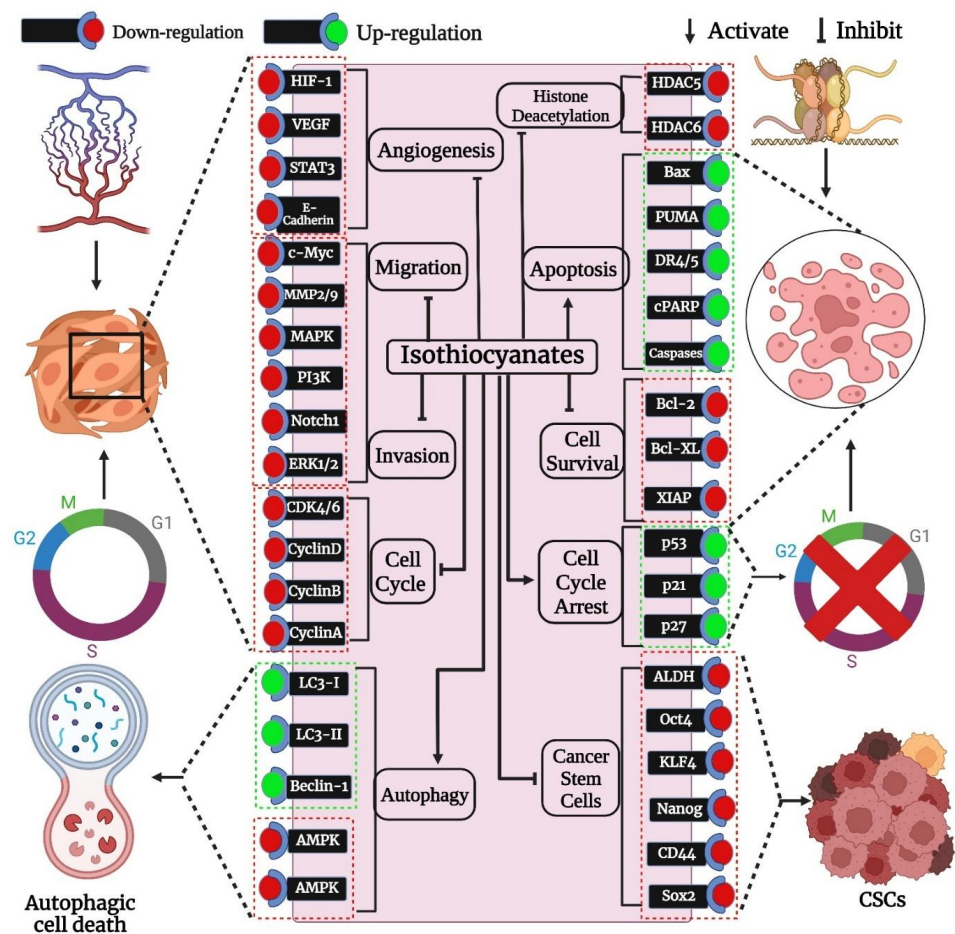 Down-regulation
Up-regulation
Activate
Inhibit
HIF-1
VEGF
STAT3
E-
Cadherin
Angiogenesis
c-Myc
MMP2/9
MAPK
PI3K
Notch1
ERK1/2
Migration
Invasion
CDK4/6
CyclinD
CyclinB
CyclinA
Cell
Cycle
LC3-I
LC3-II
Beclin-1
AMPK
AMPK
Autophagy
Isothiocyanates
Histone
Deacetylation
HDAC5
HDAC6
Apoptosis
Bax
PUMA
DR4/5
cPARP
Caspases
Cell
Survival
Bcl-2
Bcl-XL
XIAP
Cell
Cycle
Arrest
p53
p21
p27
Cancer
Stem
Cells
ALDH
Oct4
KLF4
Nanog
CD44
Sox2
M
G1
G2
S
M
G1
G2
S
Autophagic
cell death
CSCs